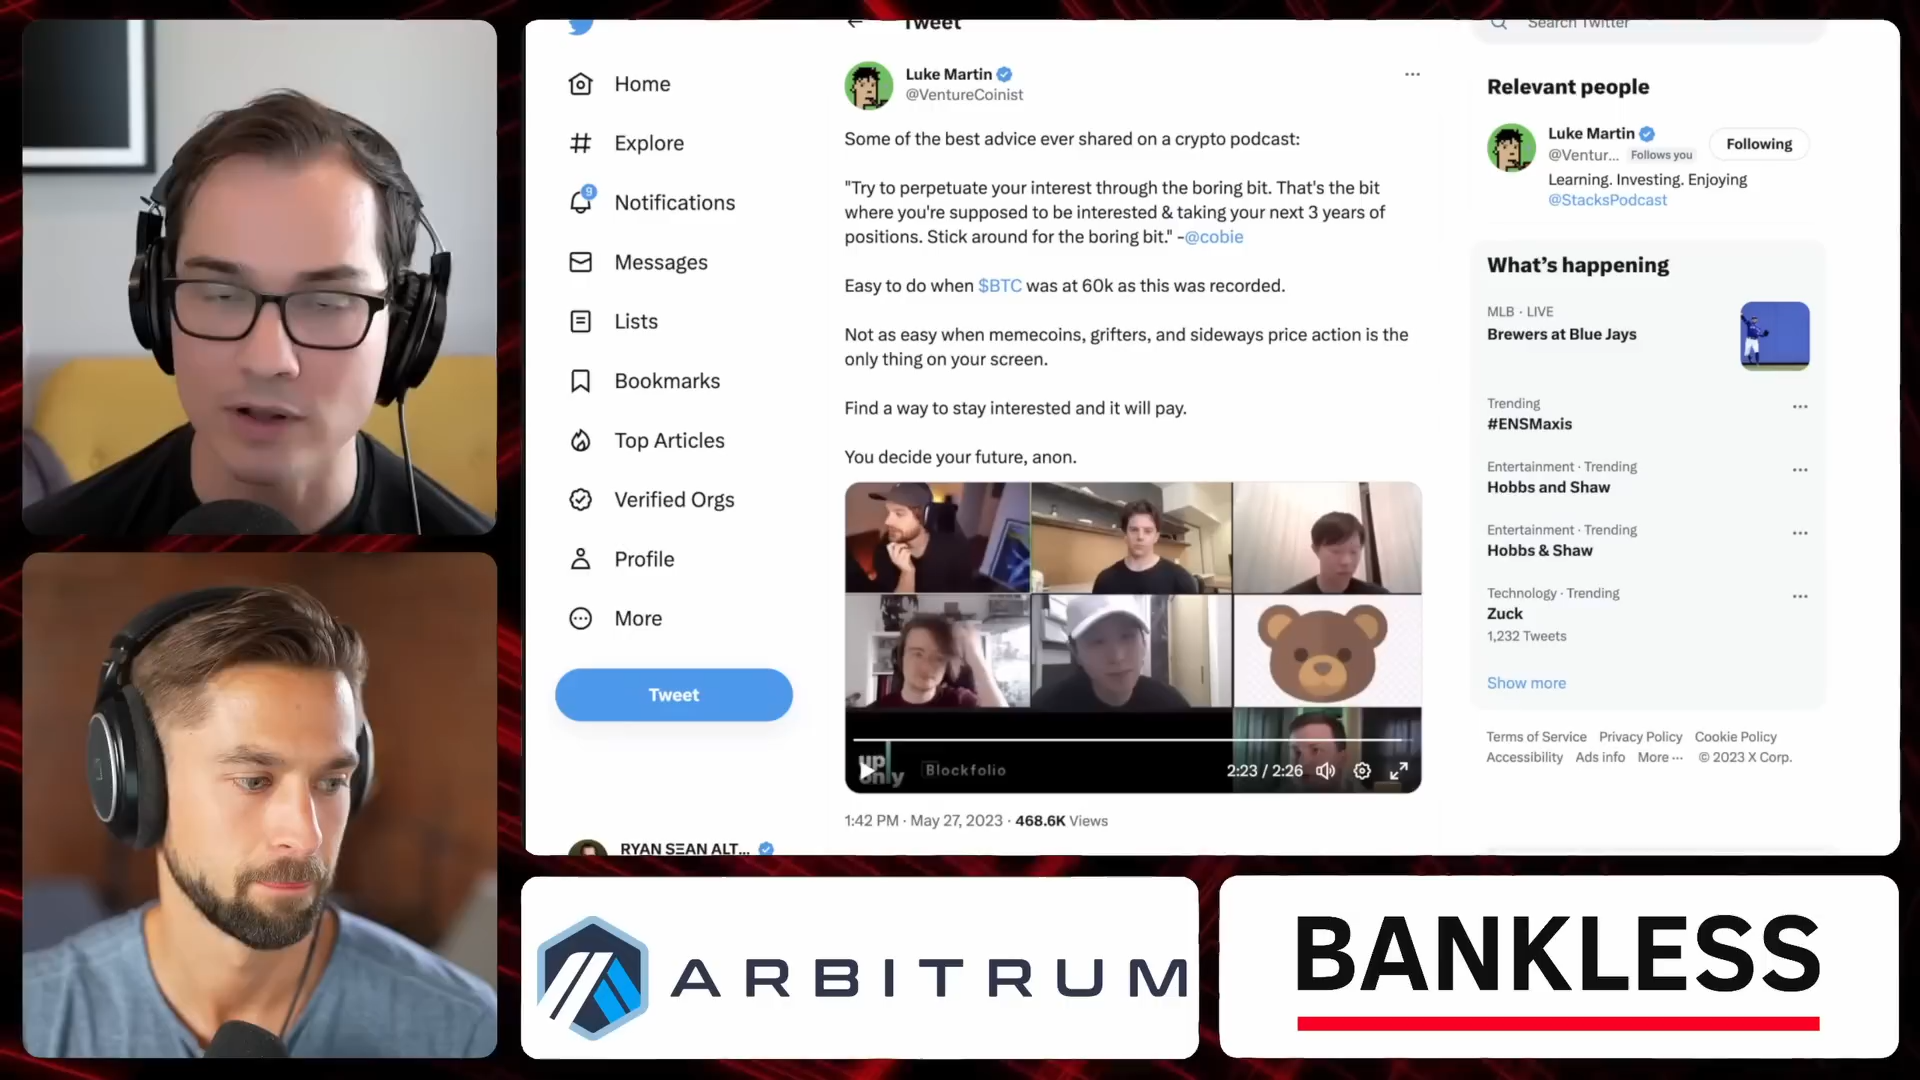 Tweet
Search Twitter
Home
Explore
9
Notifications
Messages
Lists
Bookmarks
Top Articles
Verified Orgs
Profile
More
Tweet
RYAN SΞAN ALT...
Luke Martin
@VentureCoinist
Some of the best advice ever shared on a crypto podcast:
"Try to perpetuate your interest through the boring bit. That's the bit
where you're supposed to be interested & taking your next 3 years of
positions. Stick around for the boring bit." -@cobie
Easy to do when $BTC was at 60k as this was recorded.
Not as easy when memecoins, grifters, and sideways price action is the
only thing on your screen.
Find a way to stay interested and it will pay.
You decide your future, anon.
up
only
Blockfolio
2:23 / 2:26
1:42 PM · May 27, 2023 · 468.6K Views
Relevant people
Luke Martin
Following
@Ventur... Follows you
Learning. Investing. Enjoying
@StacksPodcast
What's happening
MLB · LIVE
Brewers at Blue Jays
Trending
#ENSMaxis
Entertainment · Trending
Hobbs and Shaw
Entertainment · Trending
Hobbs & Shaw
Technology · Trending
Zuck
1,232 Tweets
Show more
Terms of Service Privacy Policy Cookie Policy
Accessibility Ads info More ··· © 2023 X Corp.
ARBITRUM
BANKLESS